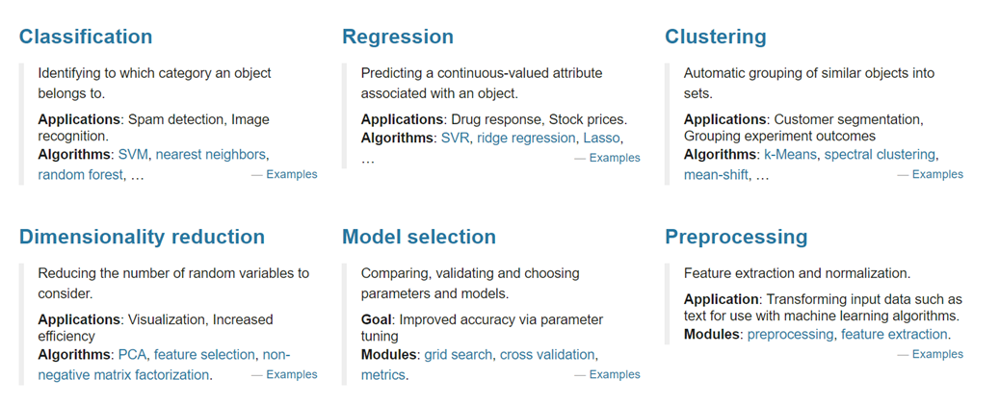 Classification
Identifying to which category an object
belongs to.
Applications: Spam detection, Image
recognition.
Algorithms: SVM, nearest neighbors,
random forest, … — Examples
Regression
Predicting a continuous-valued attribute
associated with an object.
Applications: Drug response, Stock prices.
Algorithms: SVR, ridge regression, Lasso,
… — Examples
Clustering
Automatic grouping of similar objects into
sets.
Applications: Customer segmentation,
Grouping experiment outcomes
Algorithms: k-Means, spectral clustering,
mean-shift, … — Examples
Dimensionality reduction
Reducing the number of random variables to
consider.
Applications: Visualization, Increased
efficiency
Algorithms: PCA, feature selection, non-
negative matrix factorization. — Examples
Model selection
Comparing, validating and choosing
parameters and models.
Goal: Improved accuracy via parameter
tuning
Modules: grid search, cross validation,
metrics. — Examples
Preprocessing
Feature extraction and normalization.
Application: Transforming input data such as
text for use with machine learning algorithms.
Modules: preprocessing, feature extraction.
— Examples